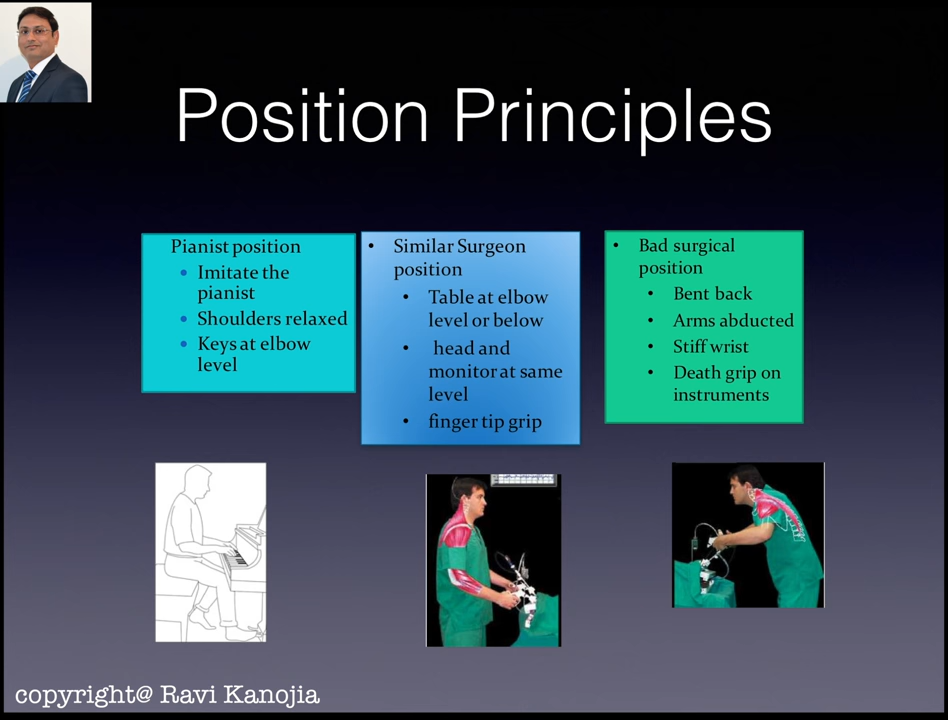 Position Principles
Pianist position
• Imitate the
pianist
• Shoulders relaxed
• Keys at elbow
level
• Similar Surgeon
position
• Table at elbow
level or below
• head and
monitor at same
level
• finger tip grip
• Bad surgical
position
• Bent back
• Arms abducted
• Stiff wrist
• Death grip on
instruments
copyright@ Ravi Kanojia